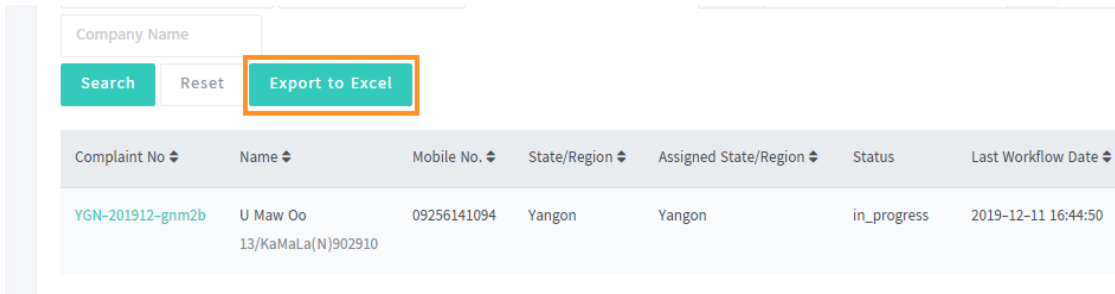 Company Name
Search Reset Export to Excel
Complaint No Name Mobile No. State/Region Assigned State/Region Status Last Workflow Date
YGN-201912-gnm2b U Maw Oo 09256141094 Yangon Yangon in_progress 2019-12-11 16:44:50
13/KaMaLa(N)902910